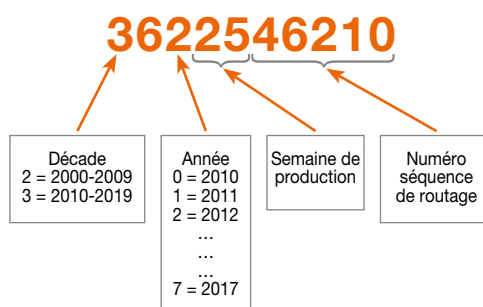 3622546210
Décade
2 = 2000-2009
3 = 2010-2019
Année
0 = 2010
1 = 2011
2 = 2012
...
...
...
7 = 2017
Semaine de
production
Numéro
séquence
de routage